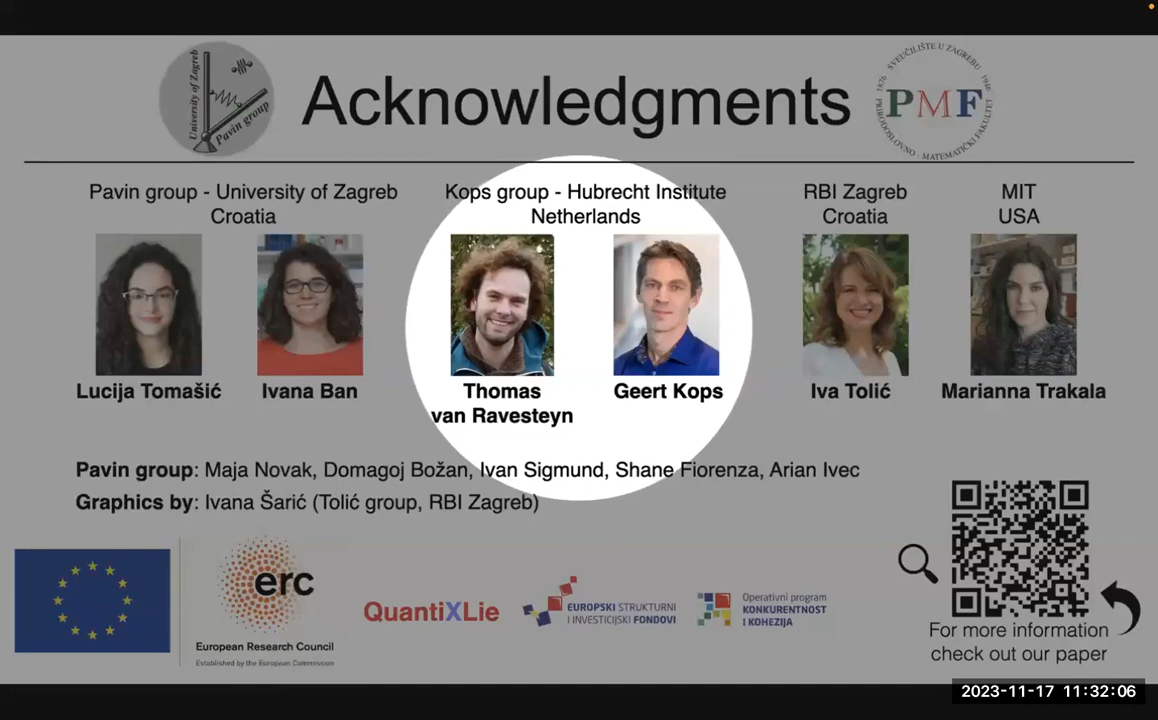 University of Zagreb
Pavin group
Acknowledgments
SVEUČILIŠTE U ZAGREBU
1876
1946
PMF
PRIRODOSLOVNO - MATEMATIČKI FAKULTET
Pavin group - University of Zagreb
Croatia
Kops group - Hubrecht Institute
Netherlands
RBI Zagreb
Croatia
MIT
USA
Lucija Tomašić
Ivana Ban
Thomas
van Ravesteyn
Geert Kops
Iva Tolić
Marianna Trakala
Pavin group: Maja Novak, Domagoj Božan, Ivan Sigmund, Shane Fiorenza, Arian Ivec
Graphics by: Ivana Šarić (Tolić group, RBI Zagreb)
erc
European Research Council
Established by the European Commission
QuantiXLie
EUROPSKI STRUKTURNI
I INVESTICIJSKI FONDOVI
Operativni program
KONKURENTNOST
I KOHEZIJA
For more information
check out our paper
2023-11-17 11:32:06